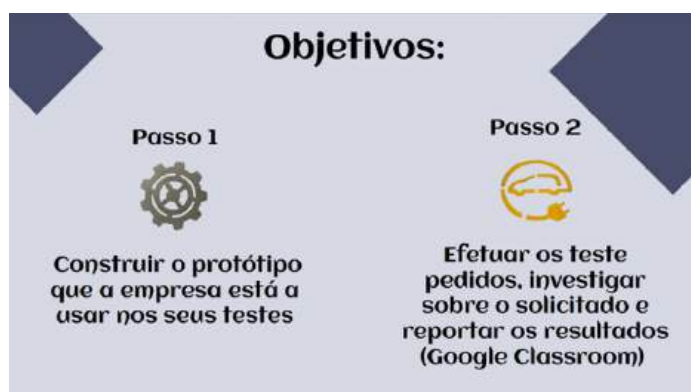 Objetivos:
Passo 1
Construir o protótipo
que a empresa está a
usar nos seus testes
Passo 2
Efetuar os teste
pedidos, investigar
sobre o solicitado e
reportar os resultados
(Google Classroom)